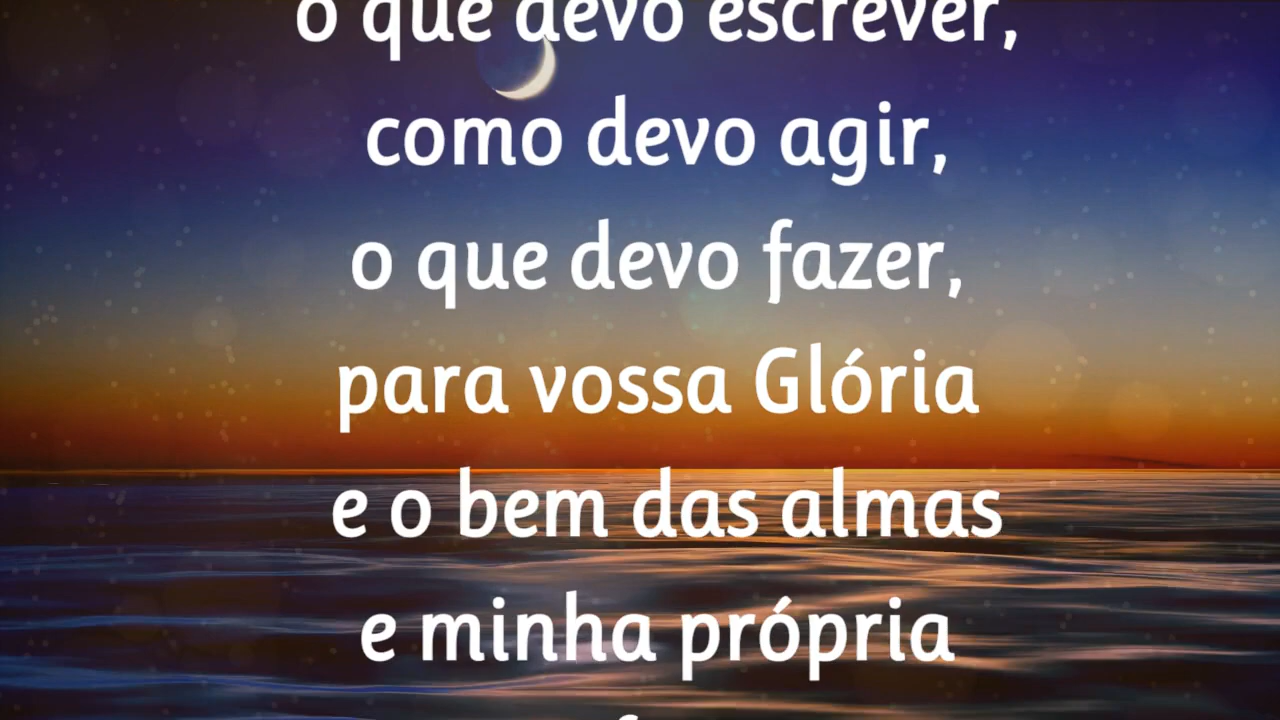 o que devo escrever,
como devo agir,
o que devo fazer,
para vossa Glória
e o bem das almas
e minha própria